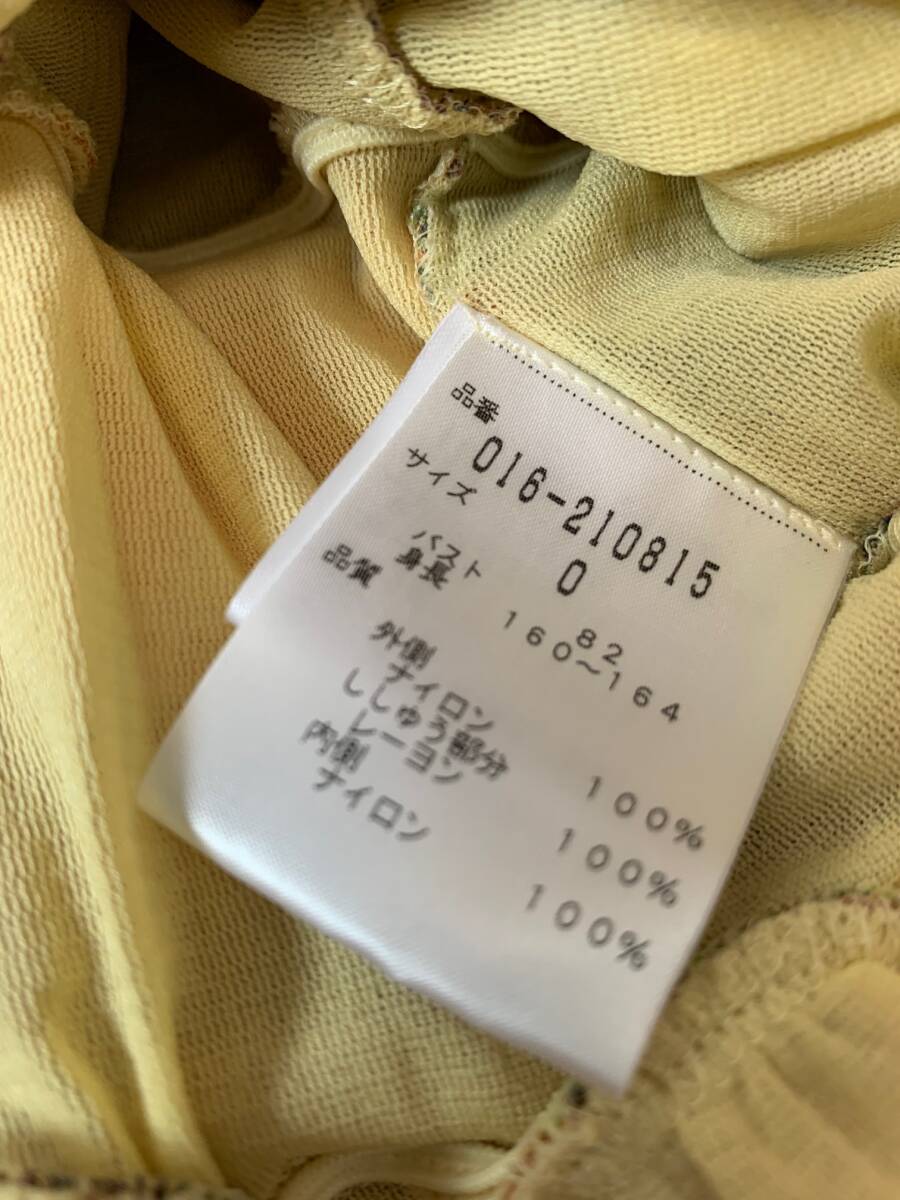 品番
016-210815
サイズ 0
バスト 82
身長 160〜164
品質
外側
ナイロン 100%
ししゅう部分
レーヨン 100%
内側
ナイロン 100%